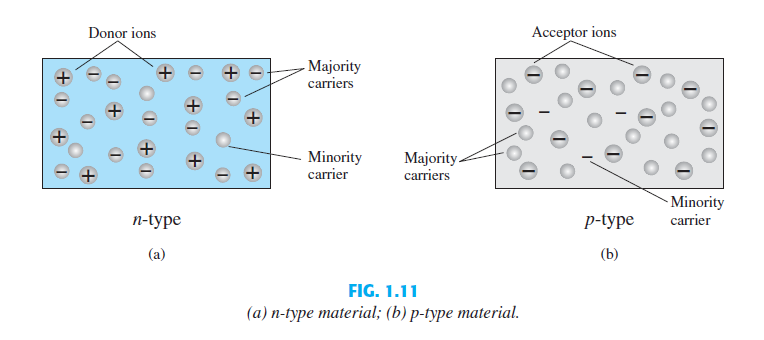 Donor ions
Majority
carriers
Minority
carrier
n-type
(a)
Acceptor ions
Majority
carriers
Minority
carrier
p-type
(b)
FIG. 1.11
(a) n-type material; (b) p-type material.